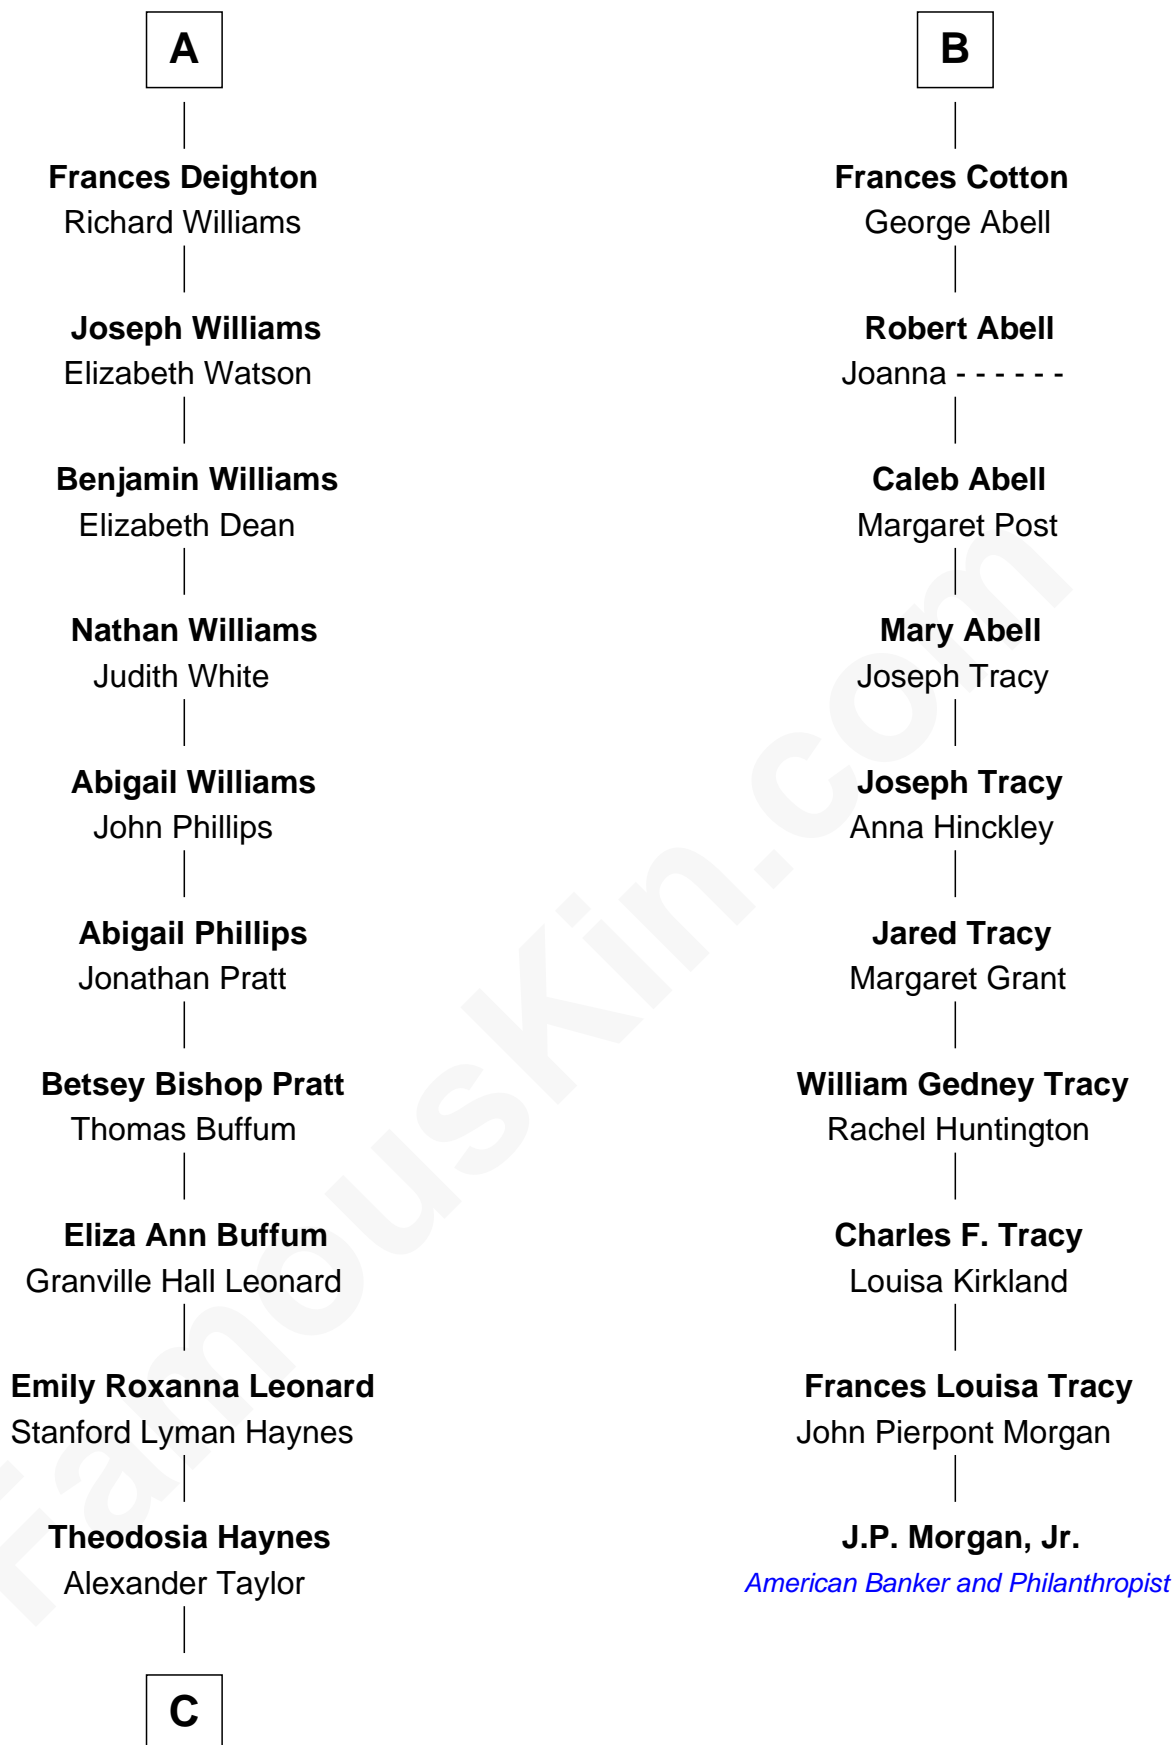 A
Frances Deighton
Richard Williams
Joseph Williams
Elizabeth Watson
Benjamin Williams
Elizabeth Dean
Nathan Williams
Judith White
Abigail Williams
John Phillips
Abigail Phillips
Jonathan Pratt
Betsey Bishop Pratt
Thomas Buffum
Eliza Ann Buffum
Granville Hall Leonard
Emily Roxanna Leonard
Stanford Lyman Haynes
Theodosia Haynes
Alexander Taylor
C
B
Frances Cotton
George Abell
Robert Abell
Joanna - - - - - -
Caleb Abell
Margaret Post
Mary Abell
Joseph Tracy
Joseph Tracy
Anna Hinckley
Jared Tracy
Margaret Grant
William Gedney Tracy
Rachel Huntington
Charles F. Tracy
Louisa Kirkland
Frances Louisa Tracy
John Pierpont Morgan
J.P. Morgan, Jr.
American Banker and Philanthropist
FamousKin.com